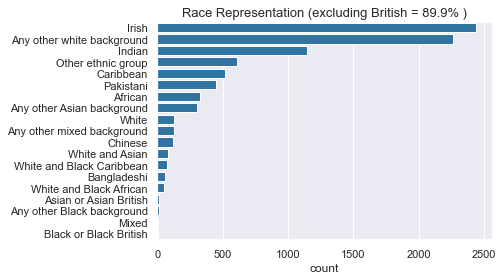 Race Representation (excluding British = 89.9% )
Irish
Any other white background
Indian
Other ethnic group
Caribbean
Pakistani
African
Any other Asian background
White
Any other mixed background
Chinese
White and Asian
White and Black Caribbean
Bangladeshi
White and Black African
Asian or Asian British
Any other Black background
Mixed
Black or Black British
0 500 1000 1500 2000 2500
count